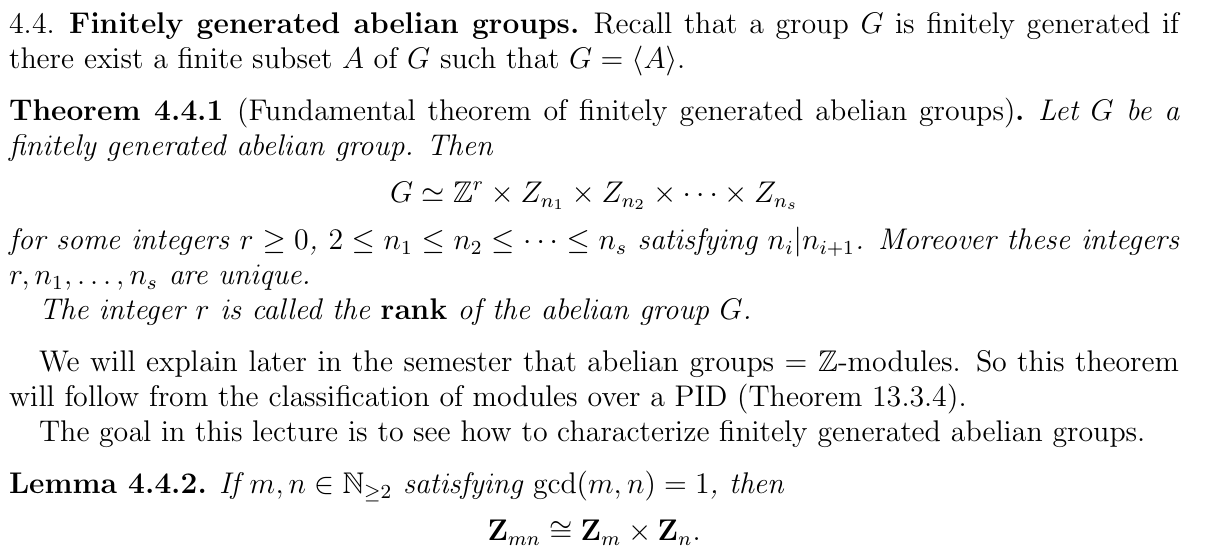 4.4. Finitely generated abelian groups. Recall that a group G is finitely generated if
there exist a finite subset A of G such that G = ⟨A⟩.
Theorem 4.4.1 (Fundamental theorem of finitely generated abelian groups). Let G be a
finitely generated abelian group. Then
G ≃ ℤ^r × Z_{n_1} × Z_{n_2} × ⋯ × Z_{n_s}
for some integers r ≥ 0, 2 ≤ n_1 ≤ n_2 ≤ ⋯ ≤ n_s satisfying n_i|n_{i+1}. Moreover these integers
r, n_1, . . . , n_s are unique.
The integer r is called the rank of the abelian group G.
We will explain later in the semester that abelian groups = ℤ-modules. So this theorem
will follow from the classification of modules over a PID (Theorem 13.3.4).
The goal in this lecture is to see how to characterize finitely generated abelian groups.
Lemma 4.4.2. If m, n ∈ ℕ_{≥2} satisfying gcd(m, n) = 1, then
Z_{mn} ≅ Z_m × Z_n.